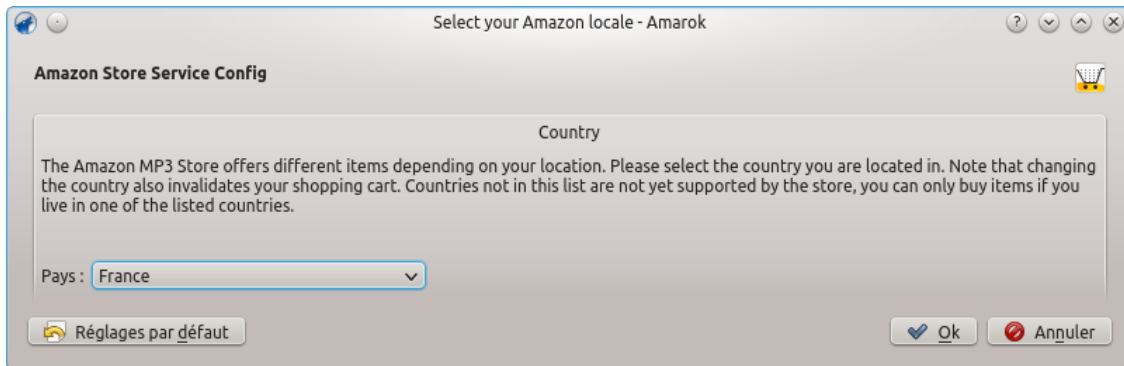 Select your Amazon locale - Amarok
Amazon Store Service Config
Country
The Amazon MP3 Store offers different items depending on your location. Please select the country you are located in. Note that changing
the country also invalidates your shopping cart. Countries not in this list are not yet supported by the store, you can only buy items if you
live in one of the listed countries.
Pays : France
Réglages par défaut Ok Annuler